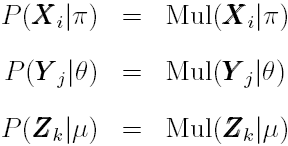 P(X_i|π) = Mul(X_i|π)
P(Y_j|θ) = Mul(Y_j|θ)
P(Z_k|μ) = Mul(Z_k|μ)